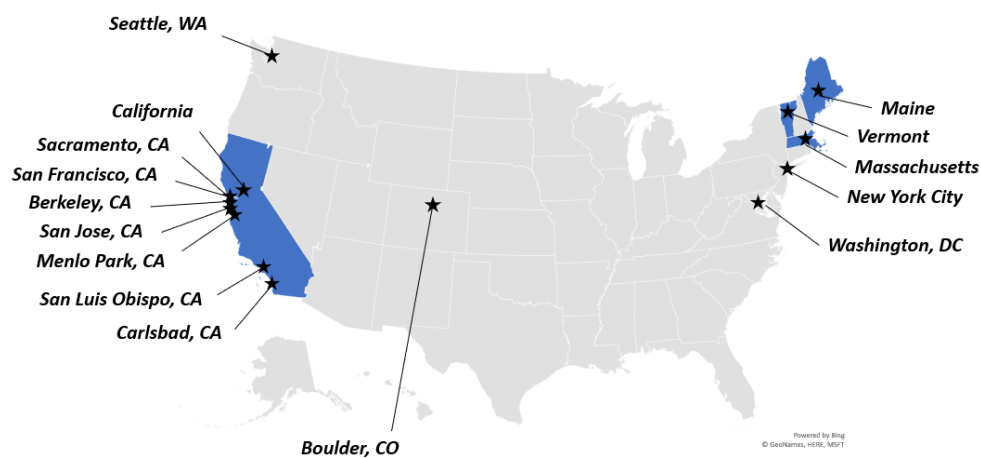 Seattle, WA
California
Sacramento, CA
San Francisco, CA
Berkeley, CA
San Jose, CA
Menlo Park, CA
San Luis Obispo, CA
Carlsbad, CA
Boulder, CO
Maine
Vermont
Massachusetts
New York City
Washington, DC
Powered by Bing
© GeoNames, HERE, MSFT